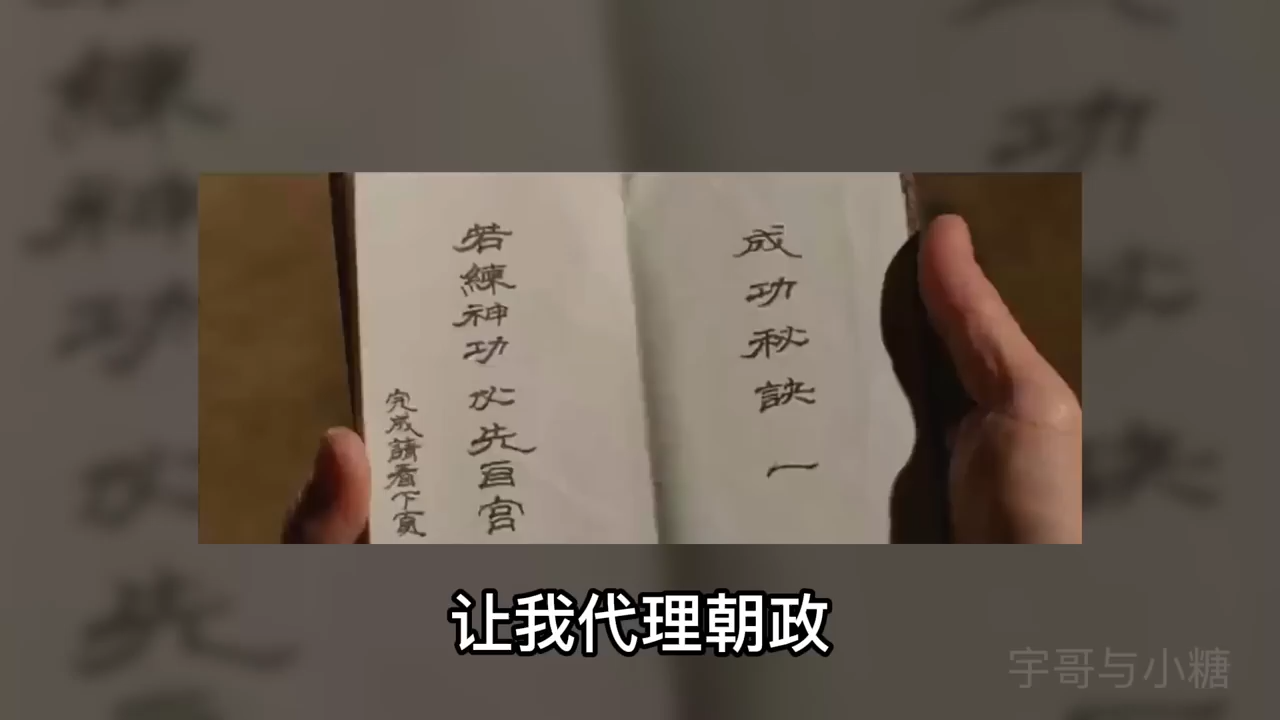 成功秘訣一
若練神功必先自宫
完成請看下頁
让我代理朝政
宇哥与小糖